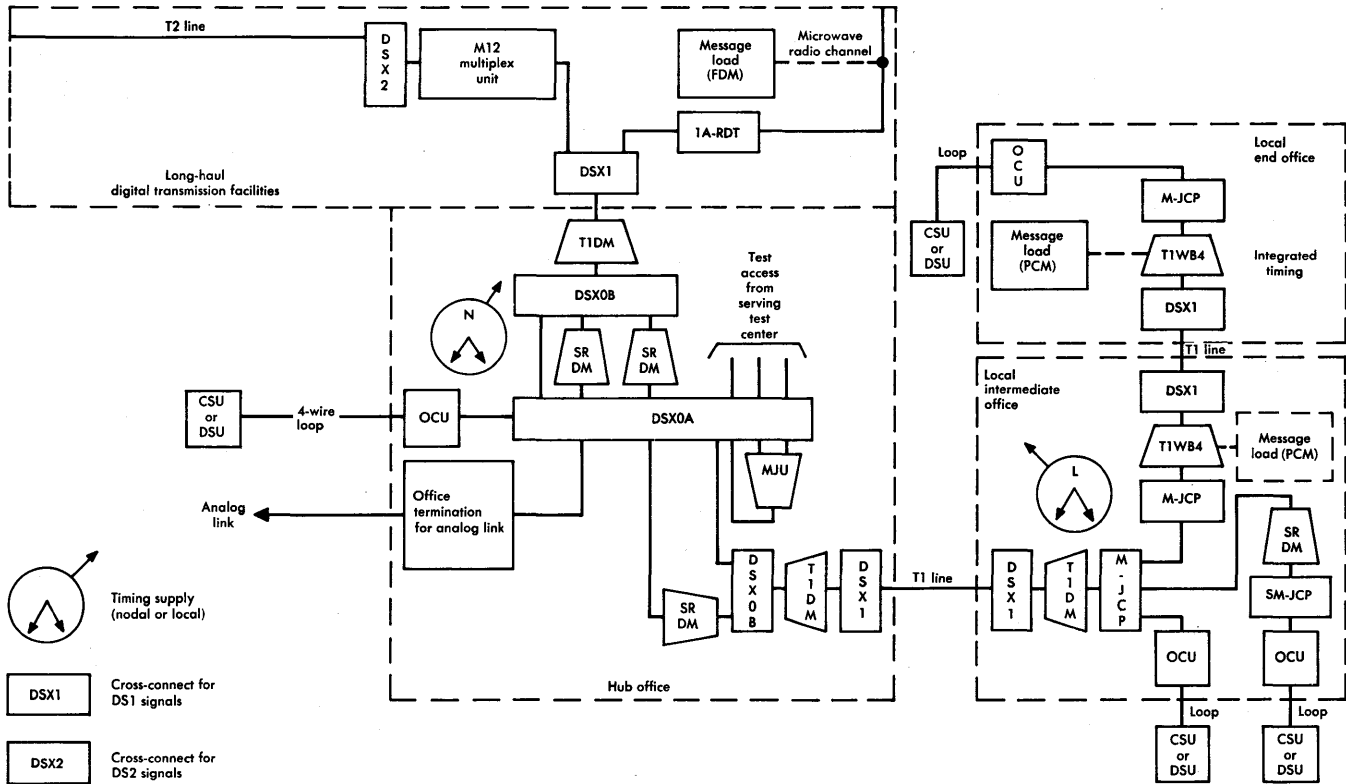 T2 line
D
S
X
2
M12
multiplex
unit
Message
load
(FDM)
Microwave
radio channel
1A-RDT
DSX1
Long-haul
digital transmission facilities
T1DM
DSX0B
N
SR
DM
SR
DM
Test
access
from
serving
test
center
CSU
or
DSU
4-wire
loop
OCU
DSX0A
MJU
Analog
link
Office
termination
for analog link
SR
DM
D
S
X
0
B
T
1
D
M
D
S
X
1
T1 line
Hub office
Loop
O
C
U
Local
end office
M-JCP
CSU
or
DSU
Message
load
(PCM)
T1WB4
Integrated
timing
DSX1
T1 line
Local
intermediate
office
DSX1
T1WB4
Message
load (PCM)
L
M-JCP
D
S
X
1
T
1
D
M
M
-
J
C
P
SR
DM
SM-JCP
OCU
OCU
Loop
Loop
CSU
or
DSU
CSU
or
DSU
Timing supply
(nodal or local)
DSX1
Cross-connect for
DS1 signals
DSX2
Cross-connect for
DS2 signals